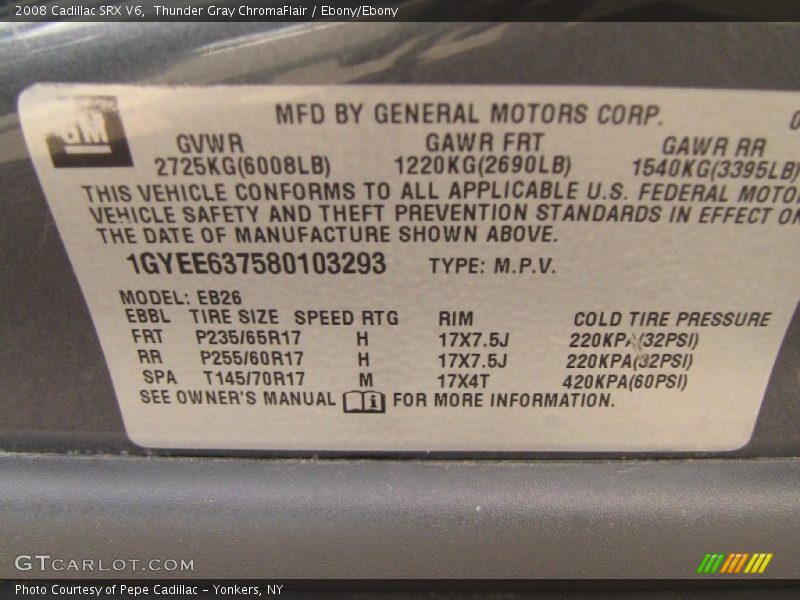 2008 Cadillac SRX V6,  Thunder Gray ChromaFlair / Ebony/Ebony
GM
MFD BY GENERAL MOTORS CORP.
GVWR GAWR FRT GAWR RR
2725KG(6008LB) 1220KG(2690LB) 1540KG(3395LB)
THIS VEHICLE CONFORMS TO ALL APPLICABLE U.S. FEDERAL MOTO
VEHICLE SAFETY AND THEFT PREVENTION STANDARDS IN EFFECT ON
THE DATE OF MANUFACTURE SHOWN ABOVE.
1GYEE637580103293 TYPE: M.P.V.
MODEL: EB26
EBBL TIRE SIZE SPEED RTG RIM COLD TIRE PRESSURE
FRT P235/65R17 H 17X7.5J 220KPA(32PSI)
RR P255/60R17 H 17X7.5J 220KPA(32PSI)
SPA T145/70R17 M 17X4T 420KPA(60PSI)
SEE OWNER'S MANUAL i FOR MORE INFORMATION.
GTCARLOT.COM
Photo Courtesy of Pepe Cadillac - Yonkers, NY